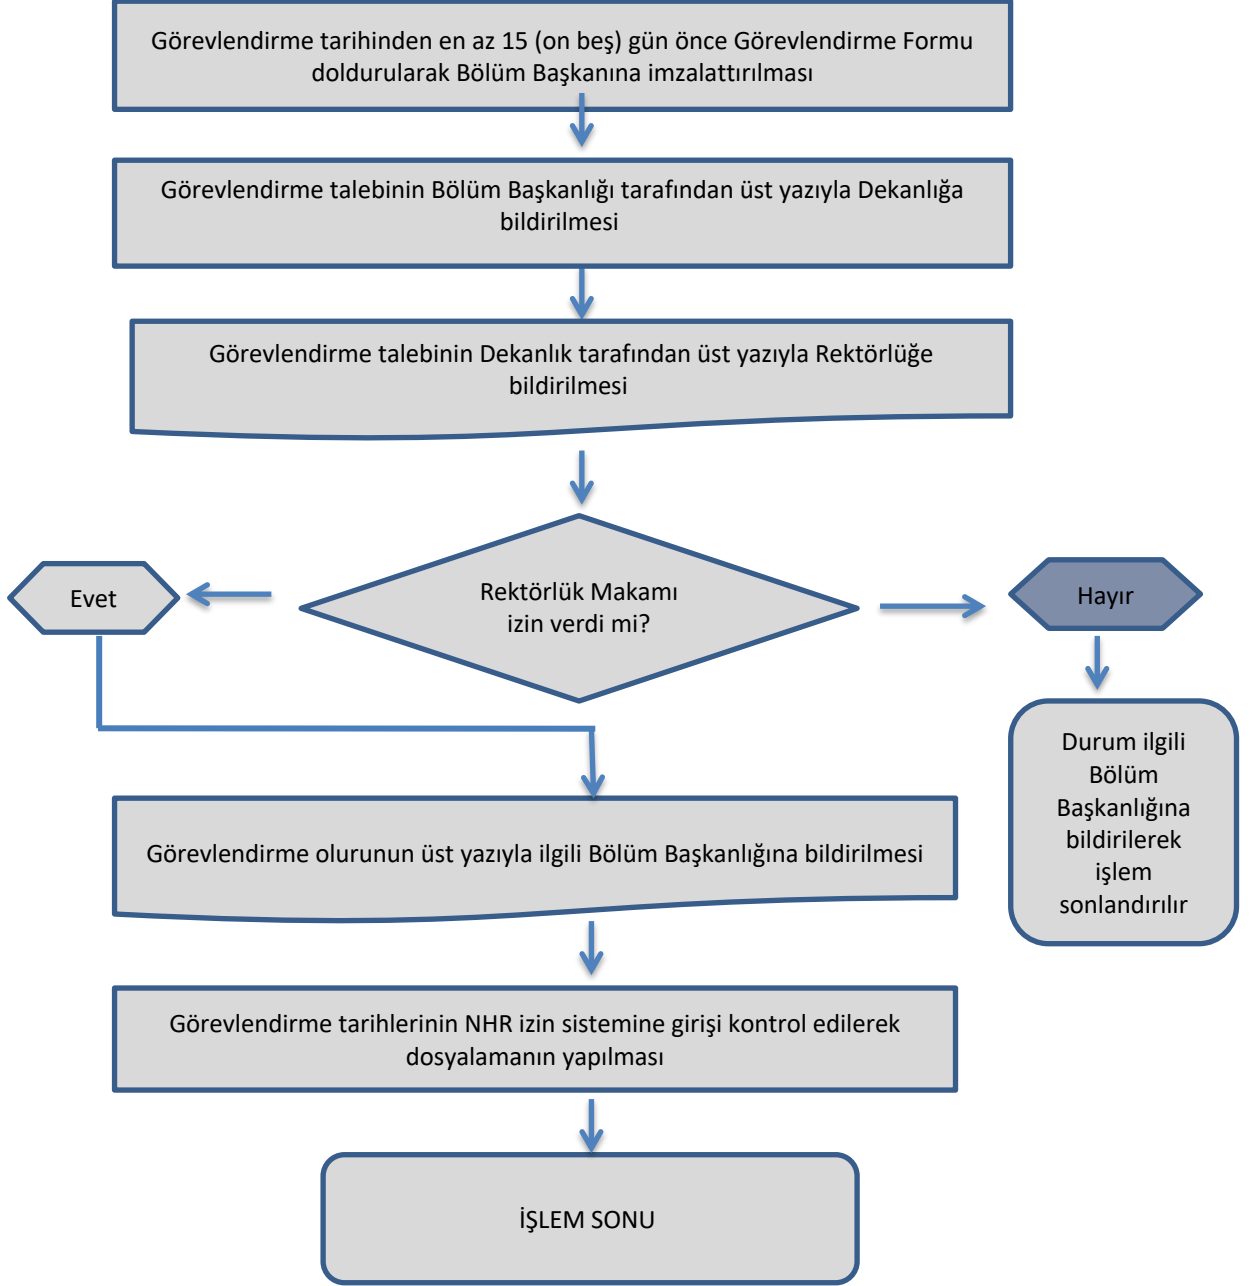 Görevlendirme tarihinden en az 15 (on beş) gün önce Görevlendirme Formu
doldurularak Bölüm Başkanına imzalattırılması
Görevlendirme talebinin Bölüm Başkanlığı tarafından üst yazıyla Dekanlığa
bildirilmesi
Görevlendirme talebinin Dekanlık tarafından üst yazıyla Rektörlüğe
bildirilmesi
Rektörlük Makamı
izin verdi mi?
Evet
Hayır
Durum ilgili
Bölüm
Başkanlığına
bildirilerek
işlem
sonlandırılır
Görevlendirme olurunun üst yazıyla ilgili Bölüm Başkanlığına bildirilmesi
Görevlendirme tarihlerinin NHR izin sistemine girişi kontrol edilerek
dosyalamanın yapılması
İŞLEM SONU